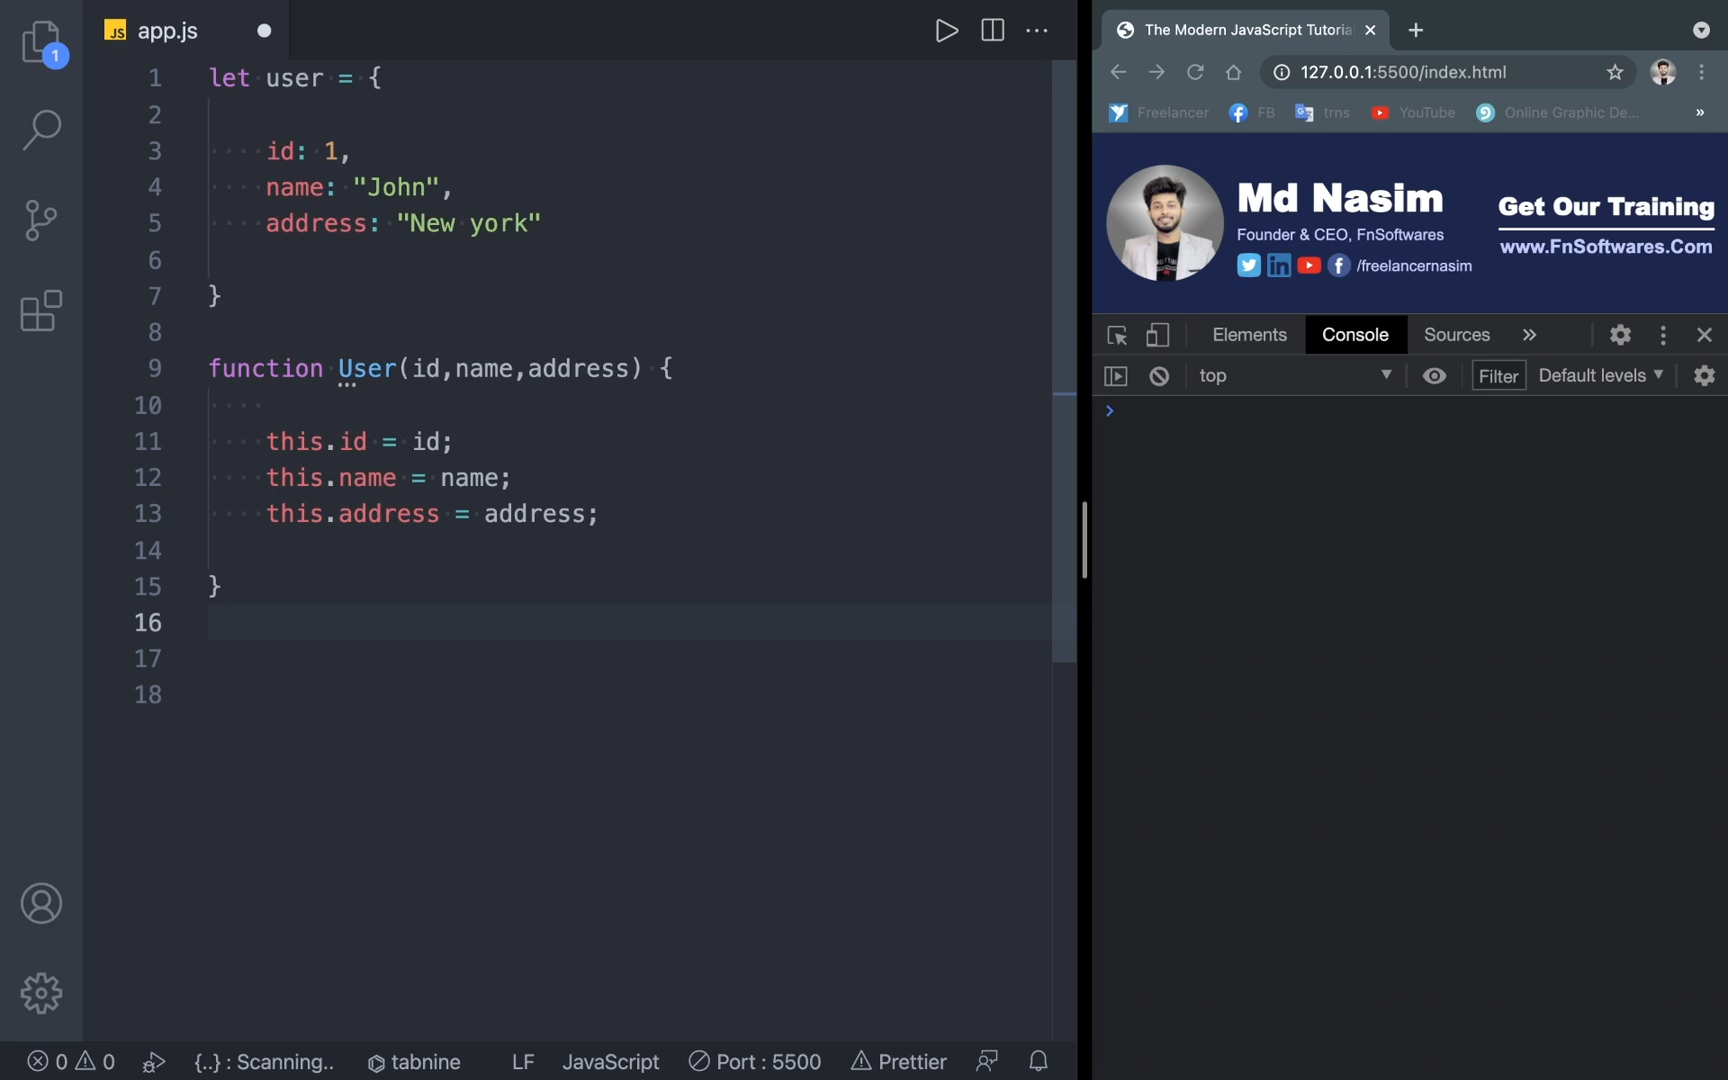 JS app.js
1 let user = {
2
3 id: 1,
4 name: "John",
5 address: "New york"
6
7 }
8
9 function User(id,name,address) {
10
11 this.id = id;
12 this.name = name;
13 this.address = address;
14
15 }
16
17
18
1
0 0 {..} : Scanning.. tabnine LF JavaScript Port : 5500 Prettier
The Modern JavaScript Tutoria
127.0.0.1:5500/index.html
Freelancer FB trns YouTube Online Graphic De... »
Md Nasim
Founder & CEO, FnSoftwares
/freelancernasim
Get Our Training
www.FnSoftwares.Com
Elements Console Sources »
top Filter Default levels